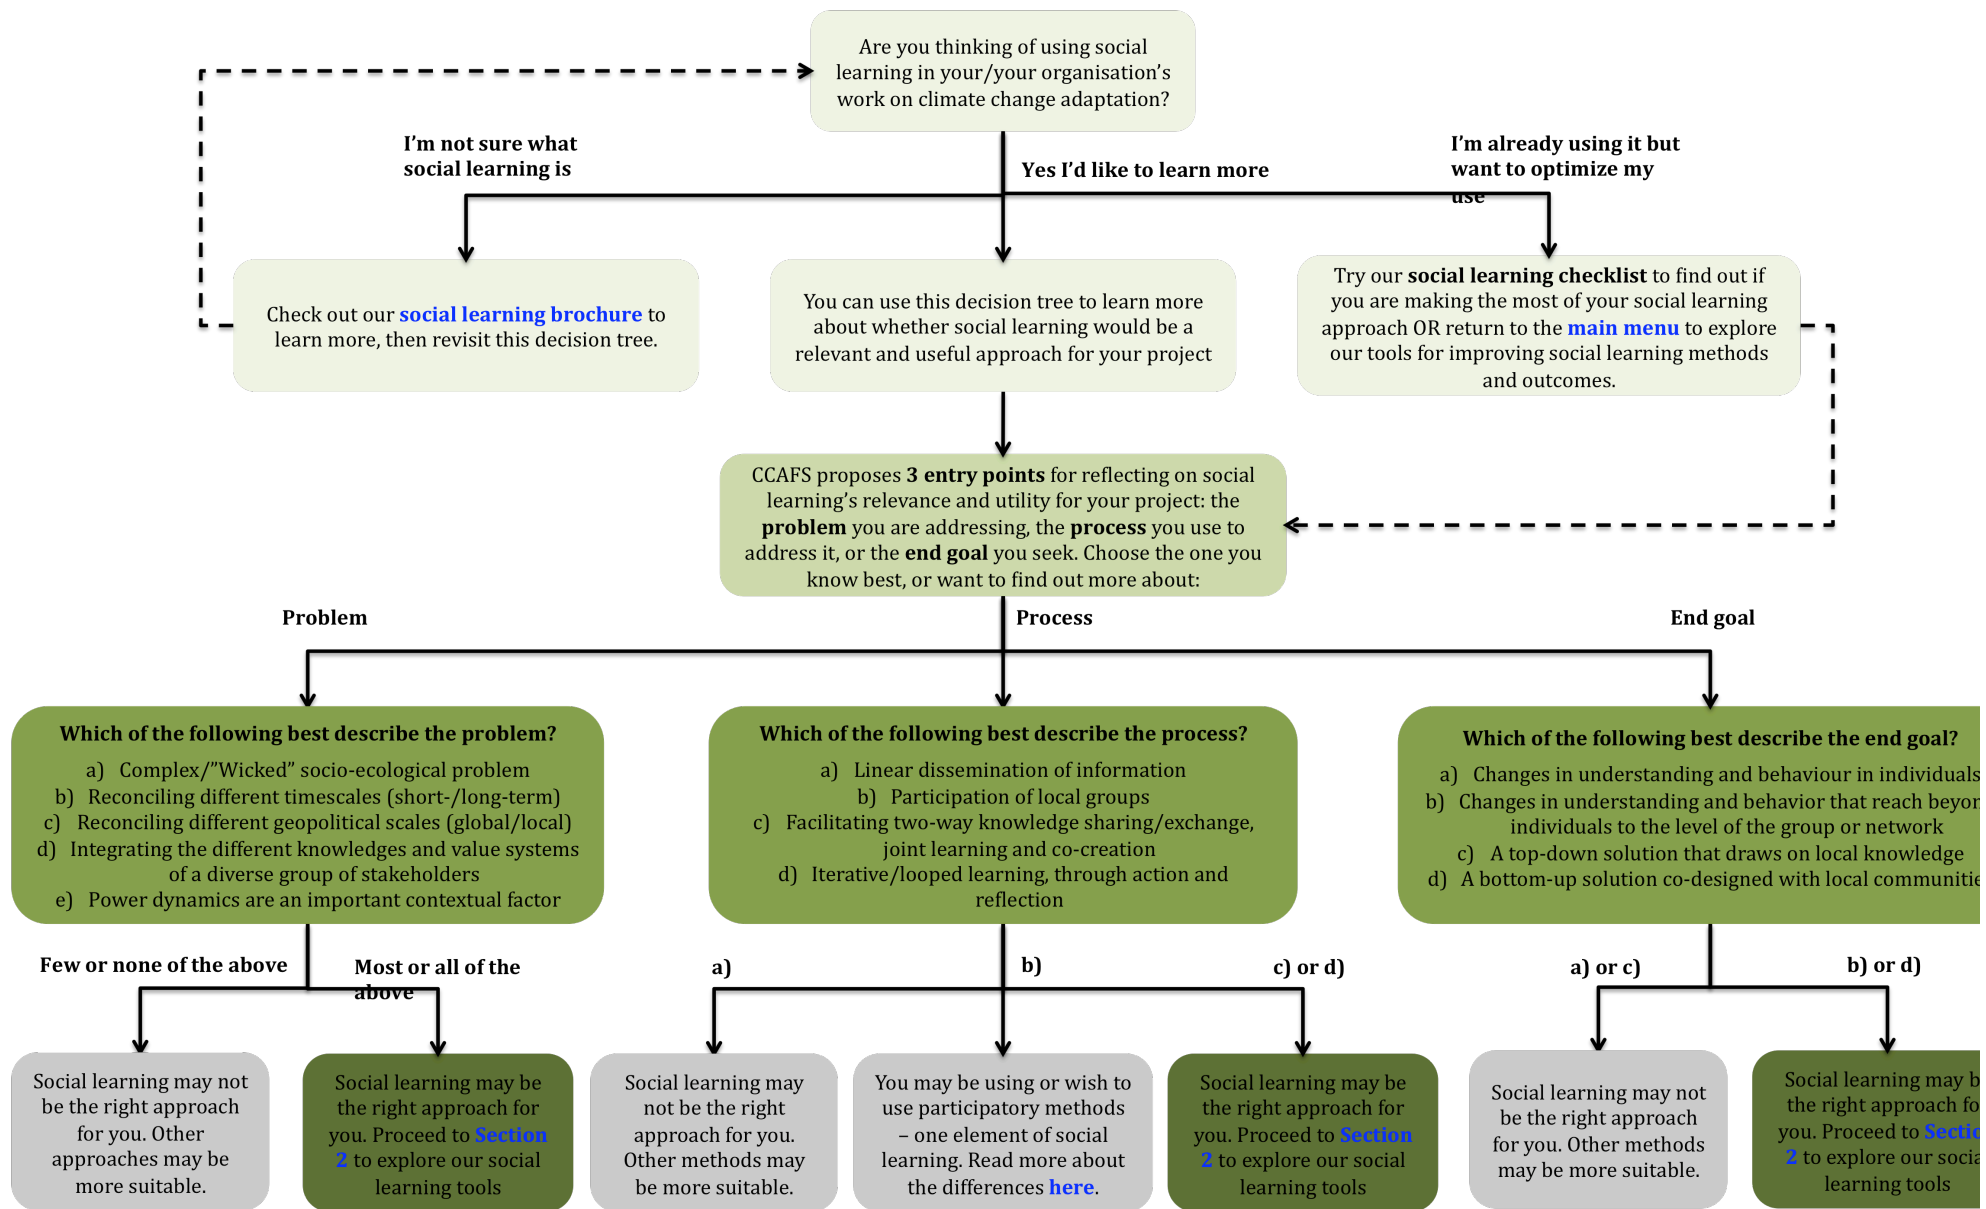 Are you thinking of using social
learning in your/your organisation's
work on climate change adaptation?
I'm not sure what
social learning is
Yes I'd like to learn more
I'm already using it but
want to optimize my
use
Check out our social learning brochure to
learn more, then revisit this decision tree.
You can use this decision tree to learn more
about whether social learning would be a
relevant and useful approach for your project
Try our social learning checklist to find out if
you are making the most of your social learning
approach OR return to the main menu to explore
our tools for improving social learning methods
and outcomes.
CCAFS proposes 3 entry points for reflecting on social
learning's relevance and utility for your project: the
problem you are addressing, the process you use to
address it, or the end goal you seek. Choose the one you
know best, or want to find out more about:
Problem
Process
End goal
Which of the following best describe the problem?
a) Complex/"Wicked" socio-ecological problem
b) Reconciling different timescales (short-/long-term)
c) Reconciling different geopolitical scales (global/local)
d) Integrating the different knowledges and value systems
of a diverse group of stakeholders
e) Power dynamics are an important contextual factor
Which of the following best describe the process?
a) Linear dissemination of information
b) Participation of local groups
c) Facilitating two-way knowledge sharing/exchange,
joint learning and co-creation
d) Iterative/looped learning, through action and
reflection
Which of the following best describe the end goal?
a) Changes in understanding and behaviour in individuals
b) Changes in understanding and behavior that reach
individuals to the level of the group or network
c) A top-down solution that draws on local knowledge
d) A bottom-up solution co-designed with local
Few or none of the above
Most or all of the
above
a)
b)
c) or d)
a) or c)
b) or d)
Social learning may not
be the right approach
for you. Other
approaches may be
more suitable.
Social learning may be
the right approach for
you. Proceed to Section
2 to explore our social
learning tools
Social learning may
not be the right
approach for you.
Other methods may
be more suitable.
You may be using or wish to
use participatory methods
– one element of social
learning. Read more about
the differences here.
Social learning may be
the right approach for
you. Proceed to Section
2 to explore our social
learning tools
Social learning may not
be the right approach
for you. Other methods
may be more suitable.
Social learning may
the right approach
you. Proceed to
2 to explore our
learning tools